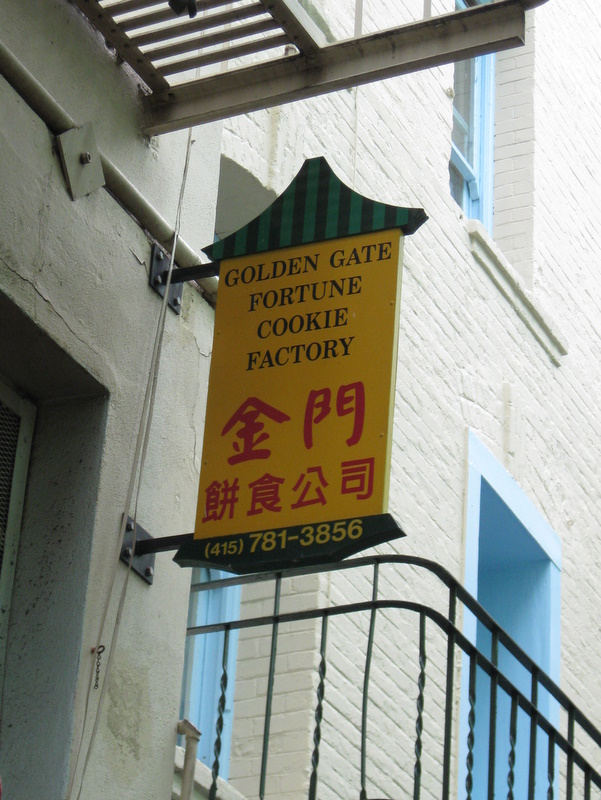 GOLDEN GATE
FORTUNE
COOKIE
FACTORY
金門
餅食公司
(415) 781-3856